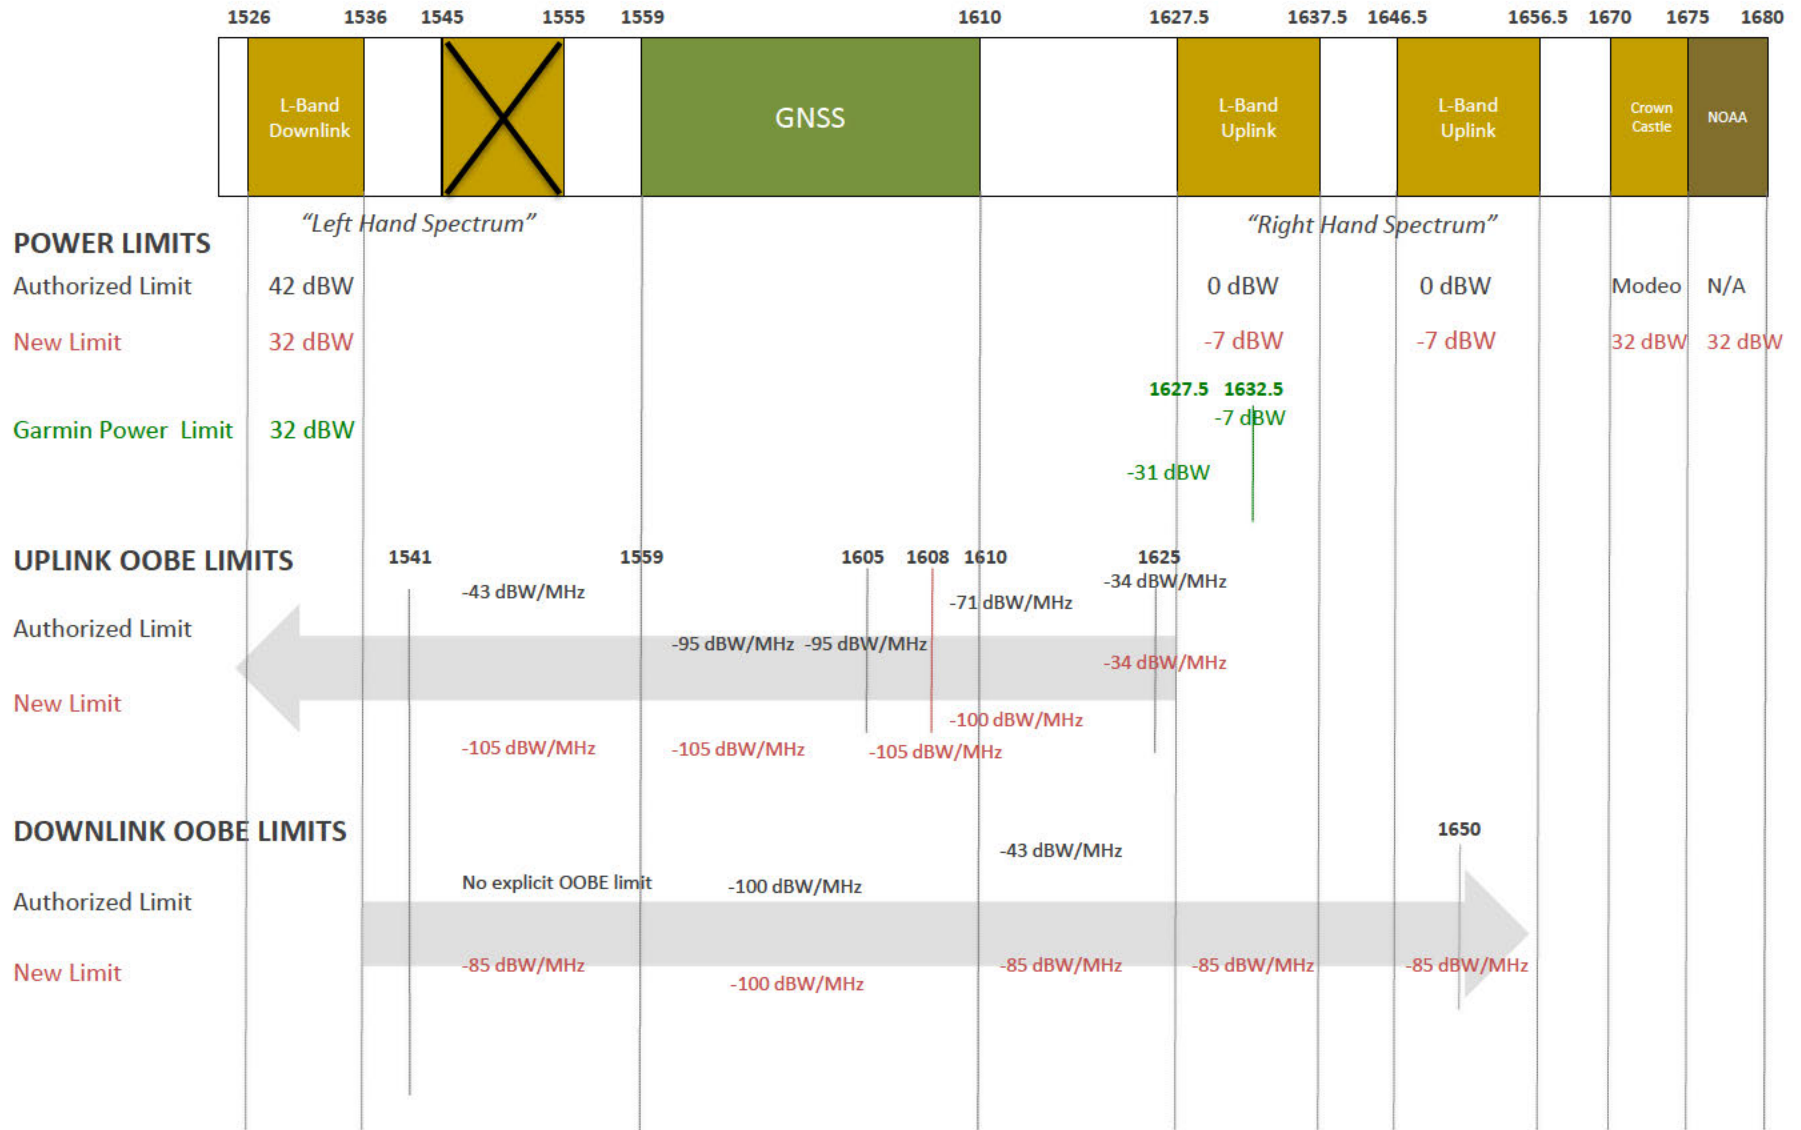 1526 1536 1545 1555 1559 1610 1627.5 1637.5 1646.5 1656.5 1670 1675 1680
L-Band
Downlink
GNSS
L-Band
Uplink
L-Band
Uplink
Crown
Castle
NOAA
“Left Hand Spectrum” “Right Hand Spectrum”
POWER LIMITS
Authorized Limit 42 dBW 0 dBW 0 dBW Modeo N/A
New Limit 32 dBW -7 dBW -7 dBW 32 dBW 32 dBW
1627.5 1632.5
-7 dBW
Garmin Power Limit 32 dBW
-31 dBW
UPLINK OOBE LIMITS 1541 1559 1605 1608 1610 1625
-34 dBW/MHz
-43 dBW/MHz
-71 dBW/MHz
Authorized Limit
-95 dBW/MHz -95 dBW/MHz
-34 dBW/MHz
New Limit
-100 dBW/MHz
-105 dBW/MHz -105 dBW/MHz -105 dBW/MHz
DOWNLINK OOBE LIMITS 1650
-43 dBW/MHz
No explicit OOBE limit -100 dBW/MHz
Authorized Limit
-85 dBW/MHz -85 dBW/MHz -85 dBW/MHz -85 dBW/MHz
New Limit
-100 dBW/MHz